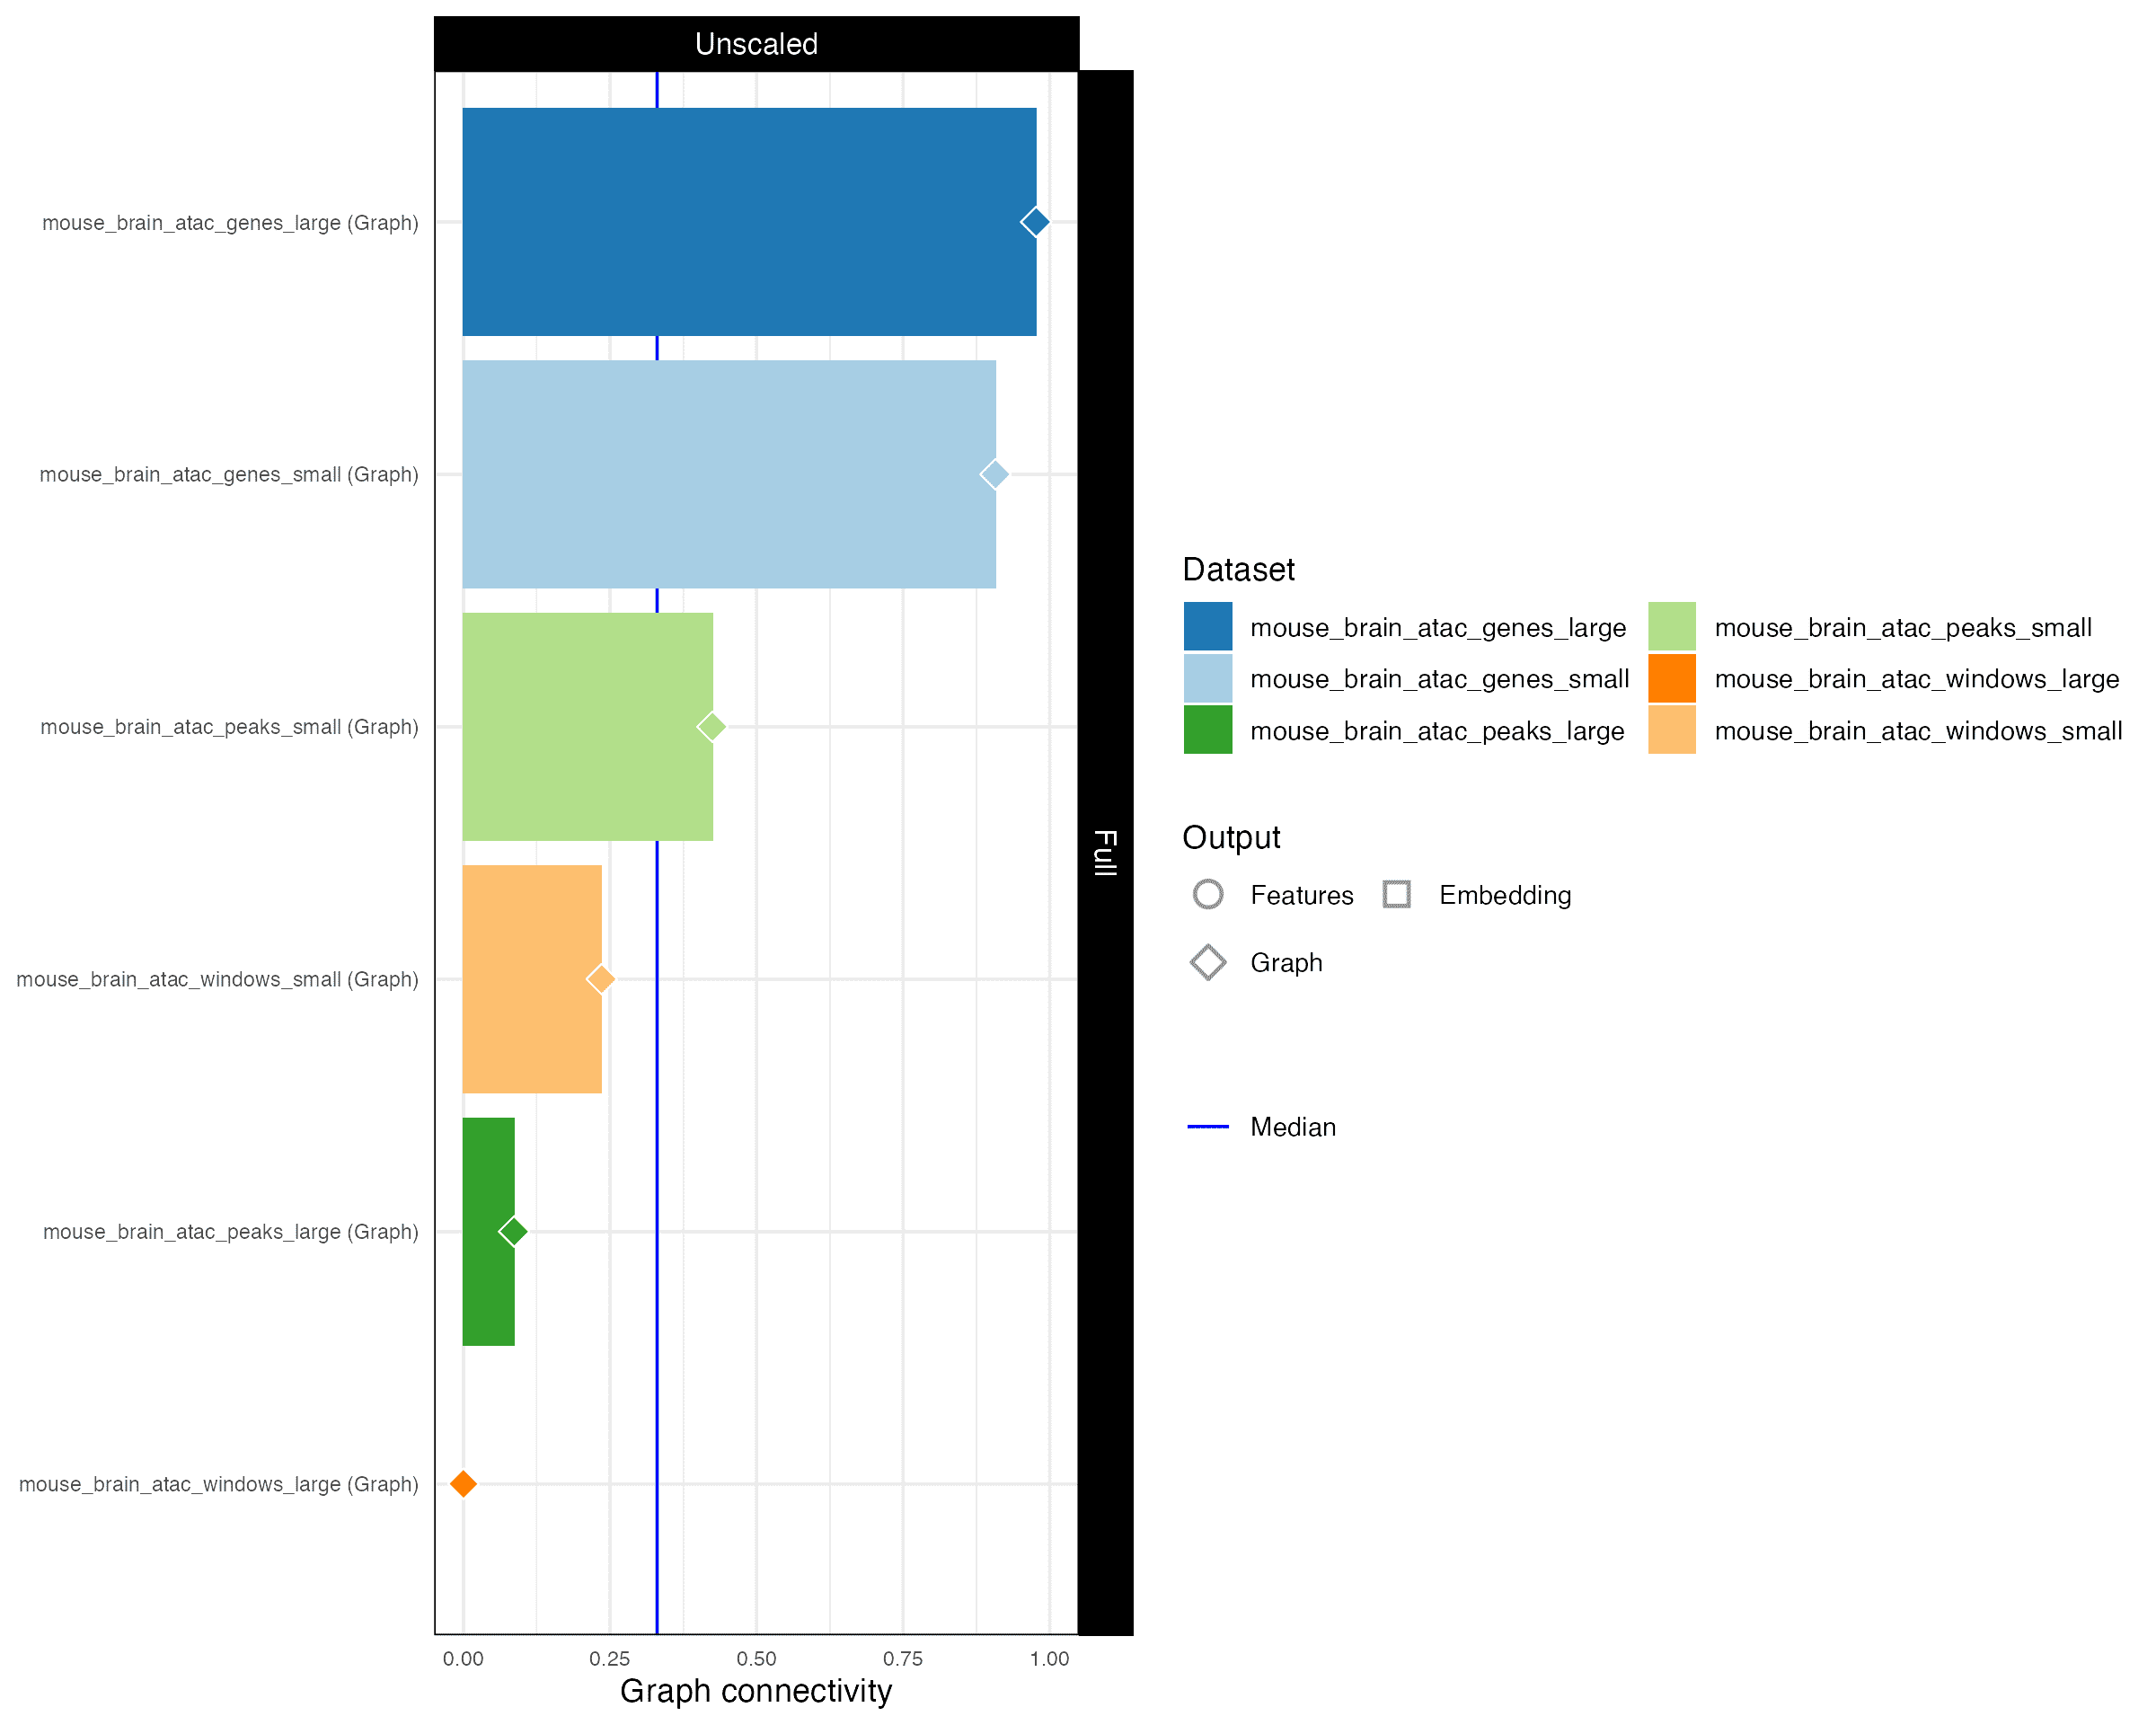 Unscaled
mouse_brain_atac_genes_large (Graph)
mouse_brain_atac_genes_small (Graph)
mouse_brain_atac_peaks_small (Graph)
mouse_brain_atac_windows_small (Graph)
mouse_brain_atac_peaks_large (Graph)
mouse_brain_atac_windows_large (Graph)
Full
0.00 0.25 0.50 0.75 1.00
Graph connectivity
Dataset
mouse_brain_atac_genes_large mouse_brain_atac_peaks_small
mouse_brain_atac_genes_small mouse_brain_atac_windows_large
mouse_brain_atac_peaks_large mouse_brain_atac_windows_small
Output
Features Embedding
Graph
Median